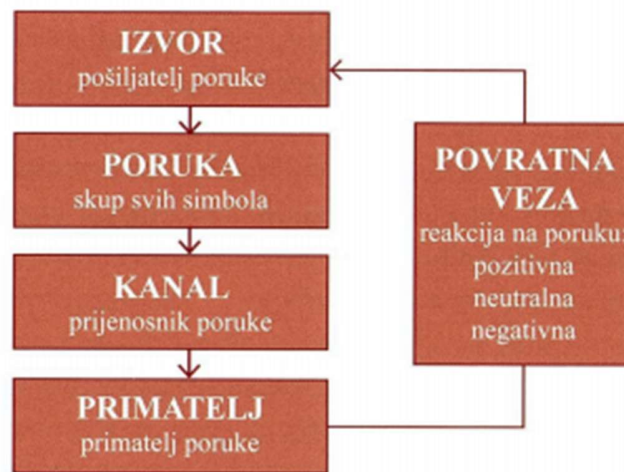 IZVOR
pošiljatelj poruke
PORUKA
skup svih simbola
KANAL
prijenosnik poruke
PRIMATELJ
primatelj poruke
POVRATNA
VEZA
reakcija na poruku:
pozitivna
neutralna
negativna